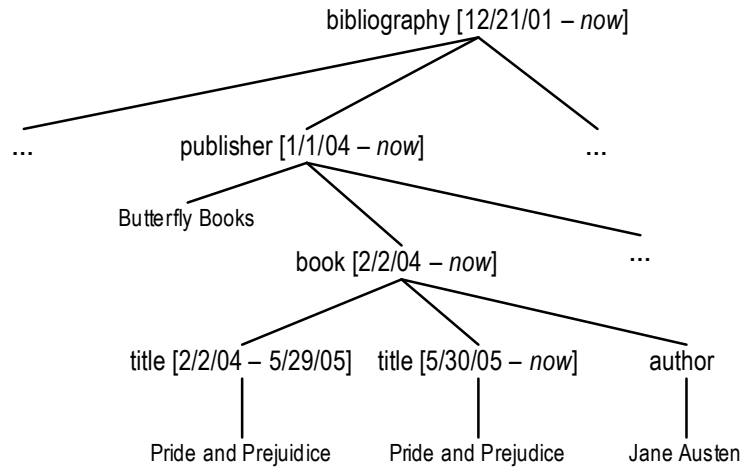 bibliography [12/21/01 – now]
... publisher [1/1/04 – now] ...
Butterfly Books
book [2/2/04 – now] ...
title [2/2/04 – 5/29/05] title [5/30/05 – now] author
Pride and Prejuidice Pride and Prejudice Jane Austen